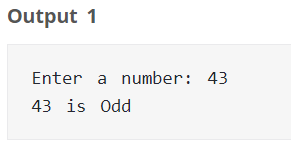 Output 1
Enter a number: 43
43 is Odd